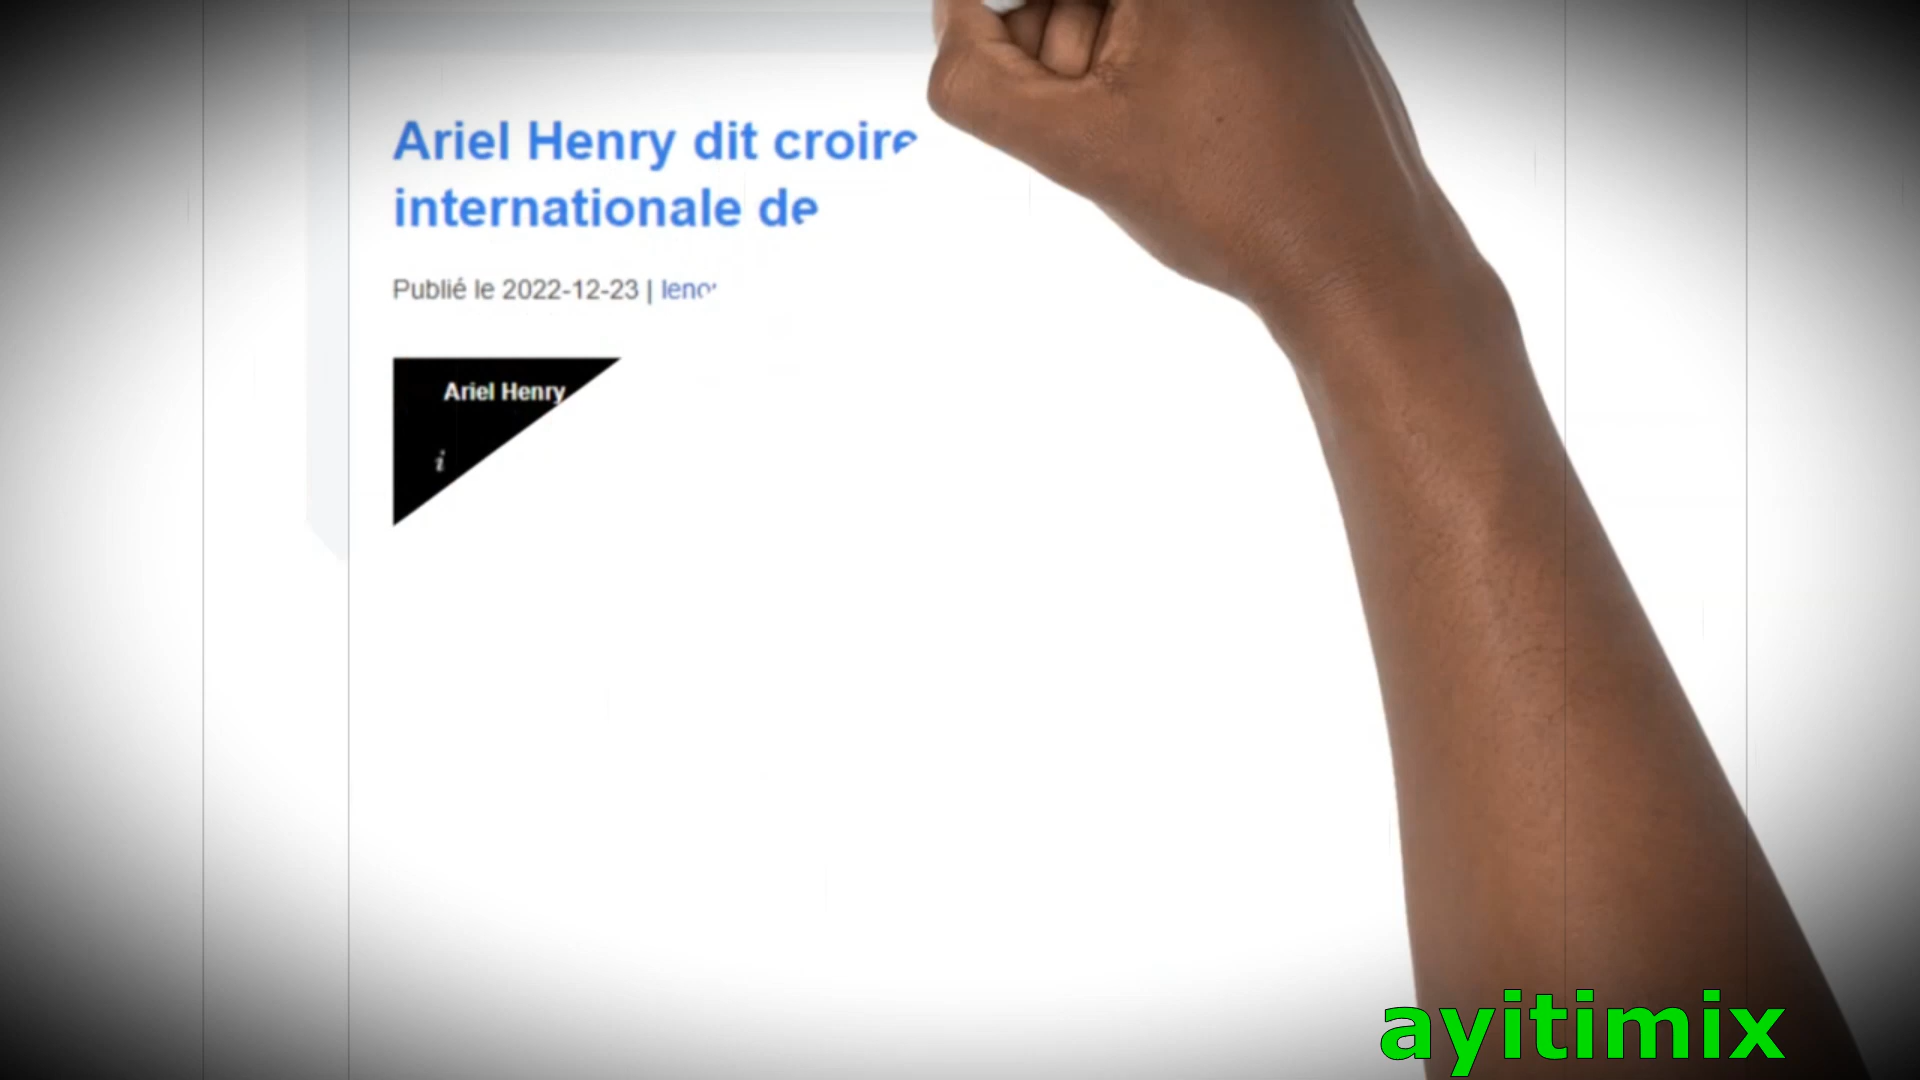 Ariel Henry dit croire
internationale de
Publié le 2022-12-23 |
Ariel Henry
i
ayitimix